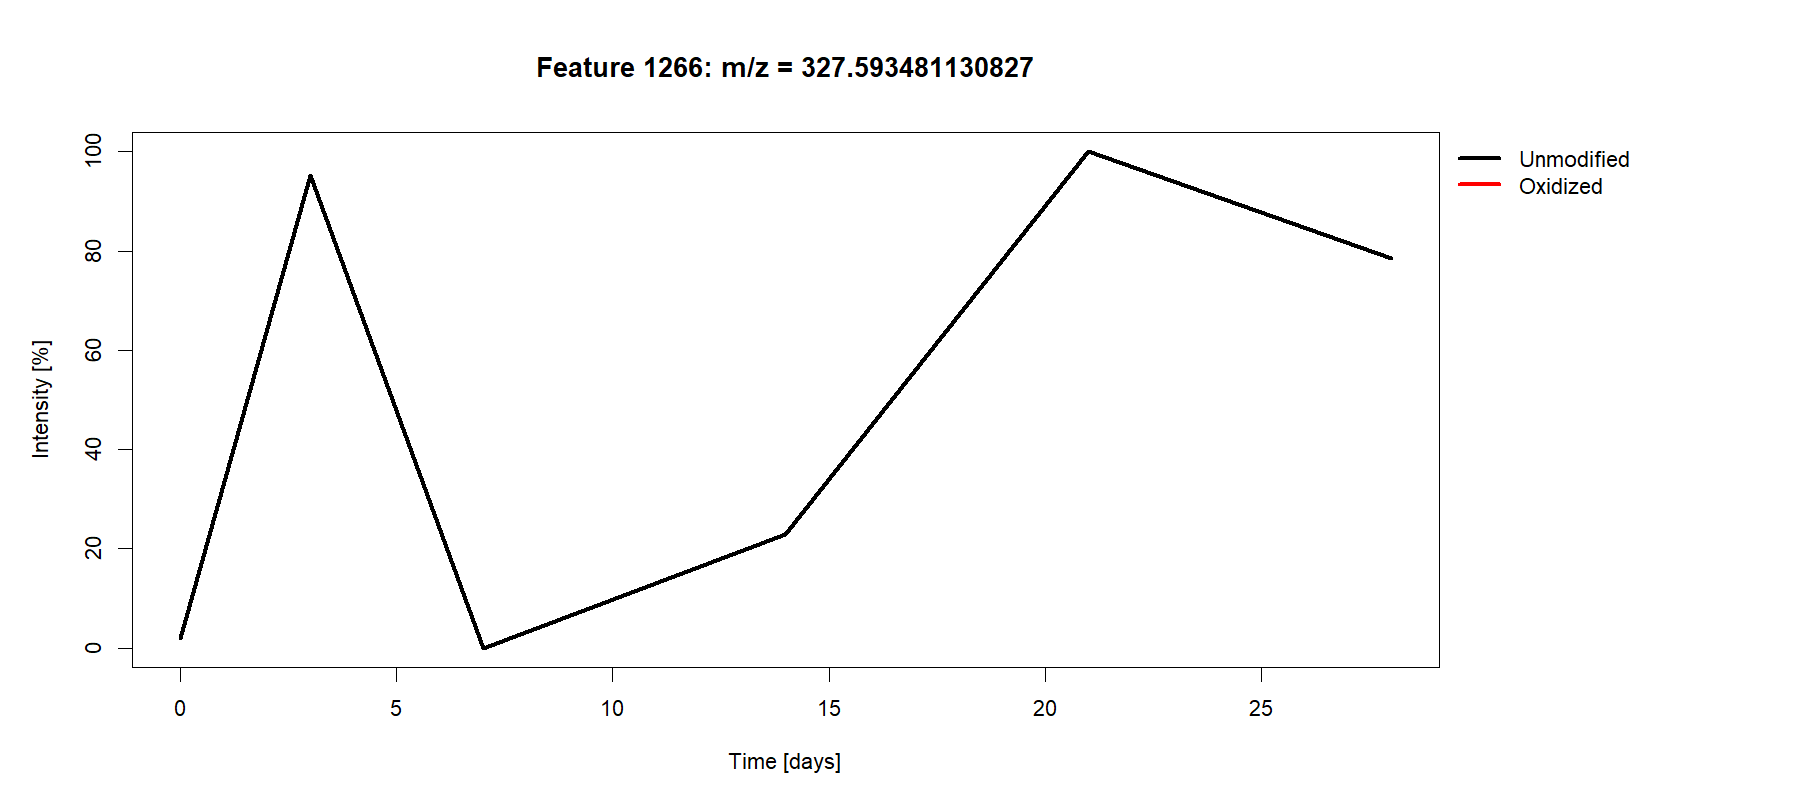 Feature 1266: m/z = 327.593481130827
Unmodified
Oxidized
Intensity [%]
100
80
60
40
20
0
0 5 10 15 20 25
Time [days]